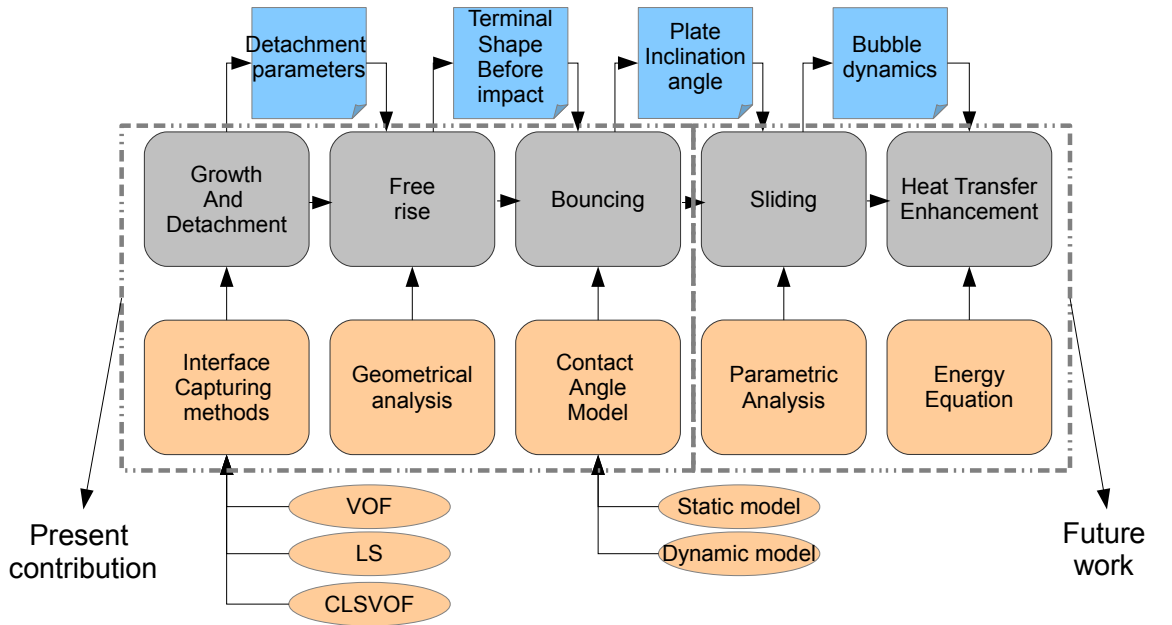 Detachment
parameters
Terminal
Shape
Before
impact
Plate
Inclination
angle
Bubble
dynamics
Growth
And
Detachment
Free
rise
Bouncing
Sliding
Heat Transfer
Enhancement
Interface
Capturing
methods
Geometrical
analysis
Contact
Angle
Model
Parametric
Analysis
Energy
Equation
VOF
LS
CLSVOF
Static model
Dynamic model
Present
contribution
Future
work